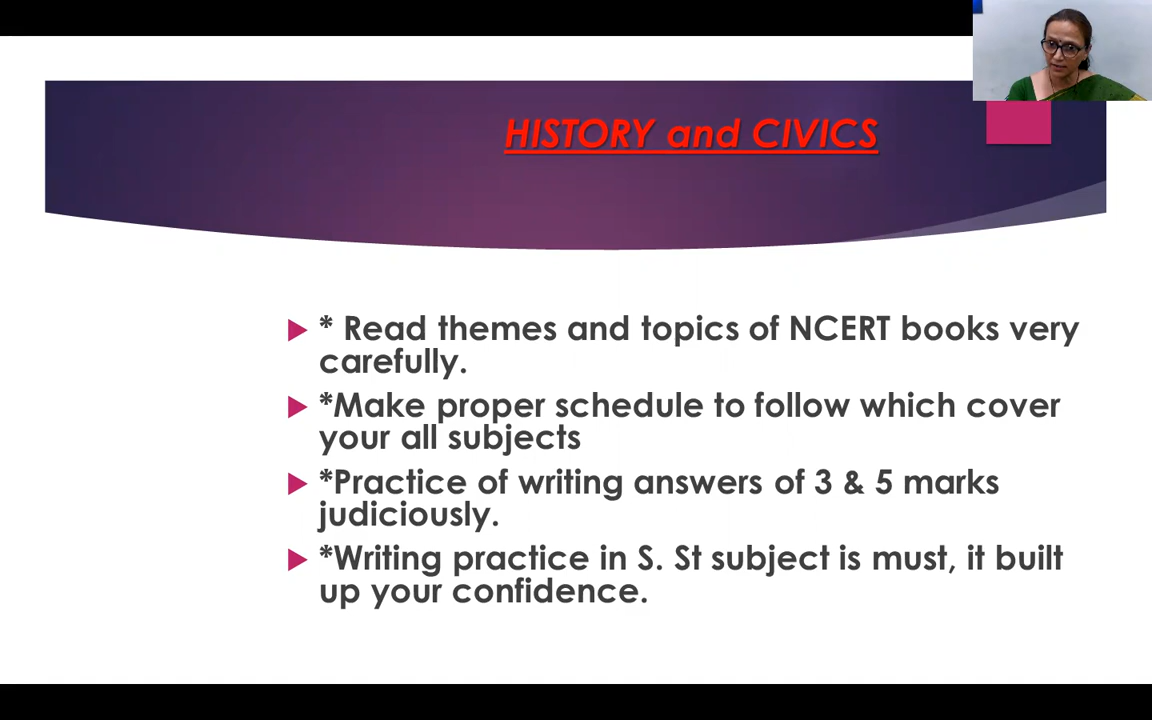 HISTORY and CIVICS
* Read themes and topics of NCERT books very
carefully.
*Make proper schedule to follow which cover
your all subjects
*Practice of writing answers of 3 & 5 marks
judiciously.
*Writing practice in S. St subject is must, it built
up your confidence.